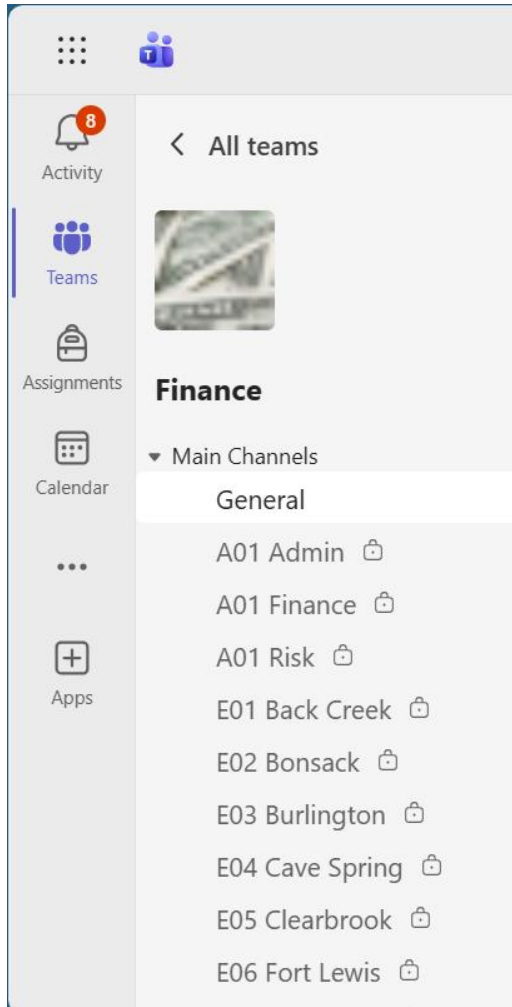 T
8
Activity
Teams
Assignments
Calendar
Apps
All teams
Finance
Main Channels
General
A01 Admin
A01 Finance
A01 Risk
E01 Back Creek
E02 Bonsack
E03 Burlington
E04 Cave Spring
E05 Clearbrook
E06 Fort Lewis